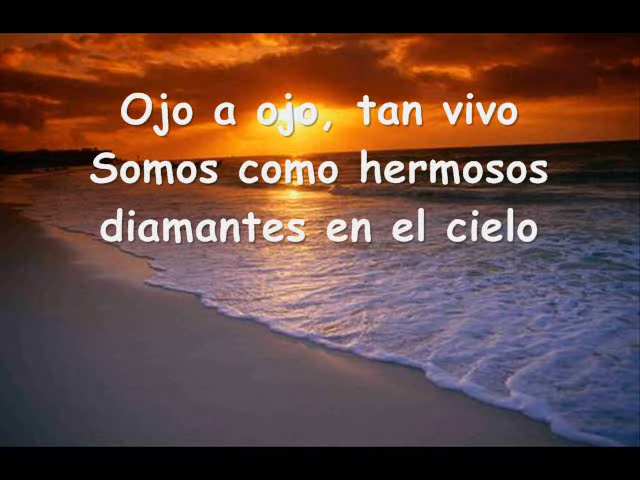 Ojo a ojo, tan vivo
Somos como hermosos
diamantes en el cielo